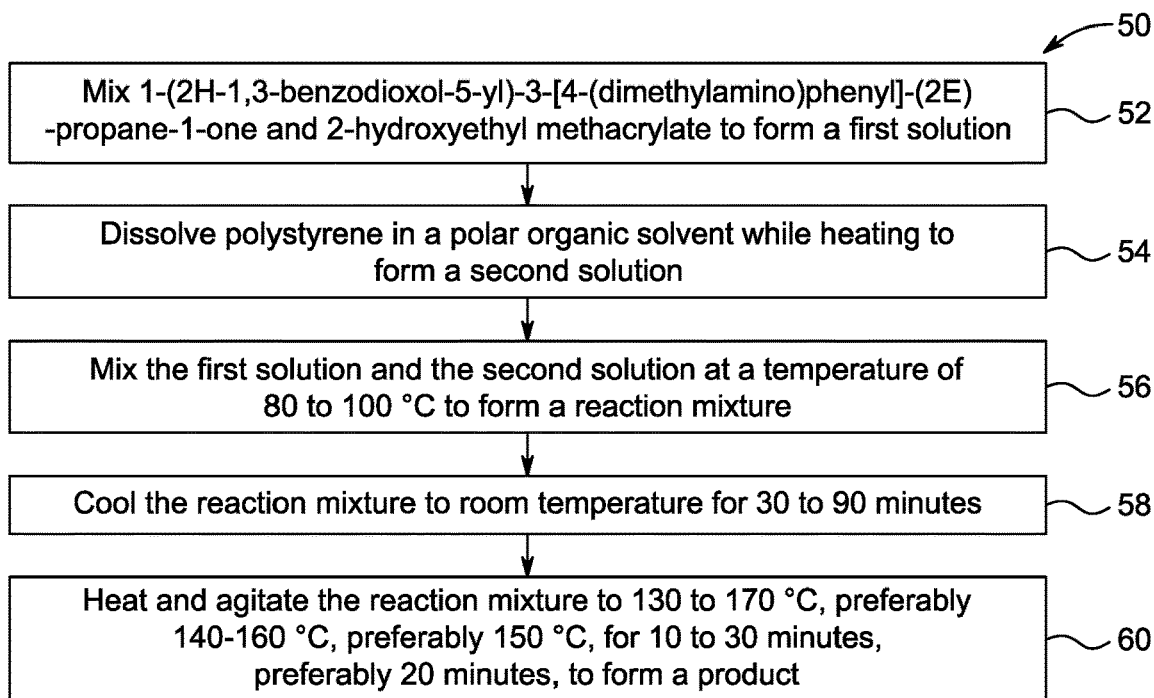 50
Mix 1-(2H-1,3-benzodioxol-5-yl)-3-[4-(dimethylamino)phenyl]-(2E)
-propane-1-one and 2-hydroxyethyl methacrylate to form a first solution
52
Dissolve polystyrene in a polar organic solvent while heating to
form a second solution
54
Mix the first solution and the second solution at a temperature of
80 to 100 °C to form a reaction mixture
56
Cool the reaction mixture to room temperature for 30 to 90 minutes
58
Heat and agitate the reaction mixture to 130 to 170 °C, preferably
140-160 °C, preferably 150 °C, for 10 to 30 minutes,
preferably 20 minutes, to form a product
60